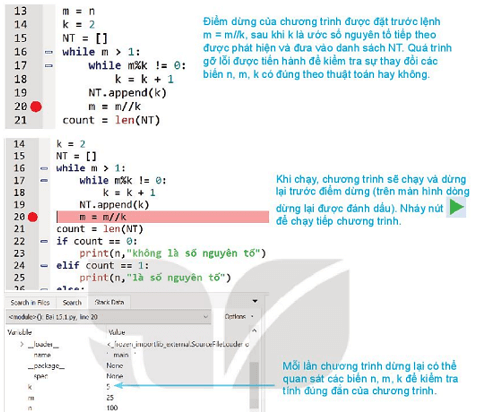 13 m = n
14 k = 2
15 NT = []
16 while m > 1:
17 while m%k != 0:
18 k = k + 1
19 NT.append(k)
20 m = m//k
21 count = len(NT)
Điểm dừng của chương trình được đặt trước lệnh
m = m//k, sau khi k là ước số nguyên tố tiếp theo
được phát hiện và đưa vào danh sách NT. Quá trình
gỡ lỗi được tiến hành để kiểm tra sự thay đổi các
biến n, m, k có đúng theo thuật toán hay không.
14 k = 2
15 NT = []
16 while m > 1:
17 while m%k != 0:
18 k = k + 1
19 NT.append(k)
20 m = m//k
21 count = len(NT)
22 if count == 0:
23 print(n,"không là số nguyên tố")
24 elif count == 1:
25 print(n,"là số nguyên tố")
26 else:
Khi chạy, chương trình sẽ chạy và dừng
lại trước điểm dừng (trên màn hình dòng
dừng lại được đánh dấu). Nháy nút
để chạy tiếp chương trình.
Search in Files Search Stack Data
<module>(): Bai 15.1.py, line 20 Options
Variable Value
__loader__ <_frozen_importlib_external.SourceFileLoader
name __main__
__package__ None
spec None
k 5
m 25
n 100
Mỗi lần chương trình dừng lại có thể
quan sát các biến n, m, k để kiểm tra
tính đúng đắn của chương trình.